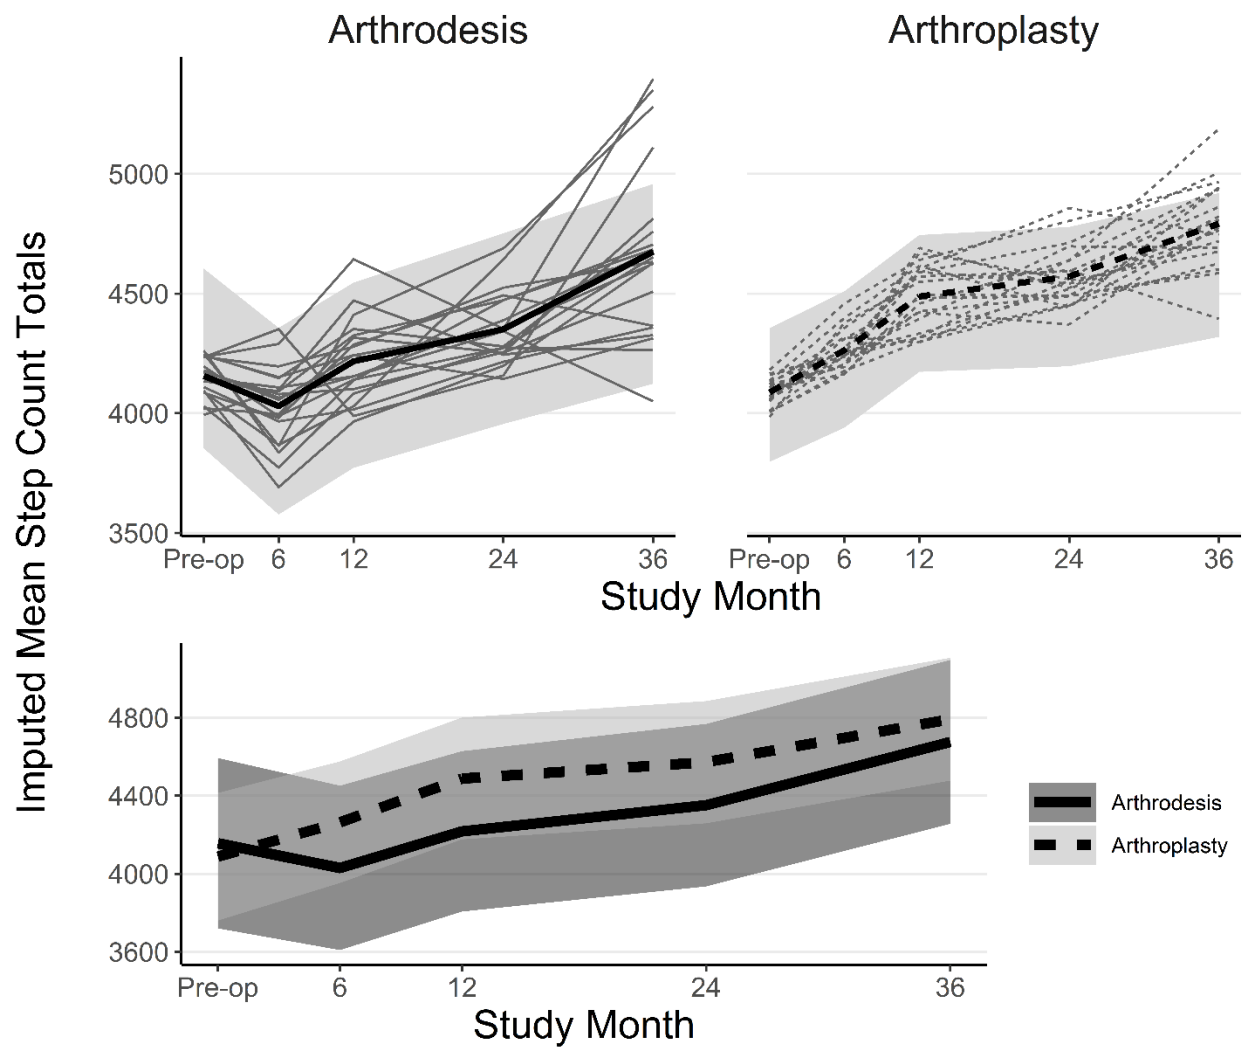 Arthrodesis Arthroplasty
Imputed Mean Step Count Totals
5000
4500
4000
3500
Pre-op 6 12 24 36 Pre-op 6 12 24 36
Study Month
4800
4400
4000
3600
Pre-op 6 12 24 36
Study Month
Arthrodesis
Arthroplasty